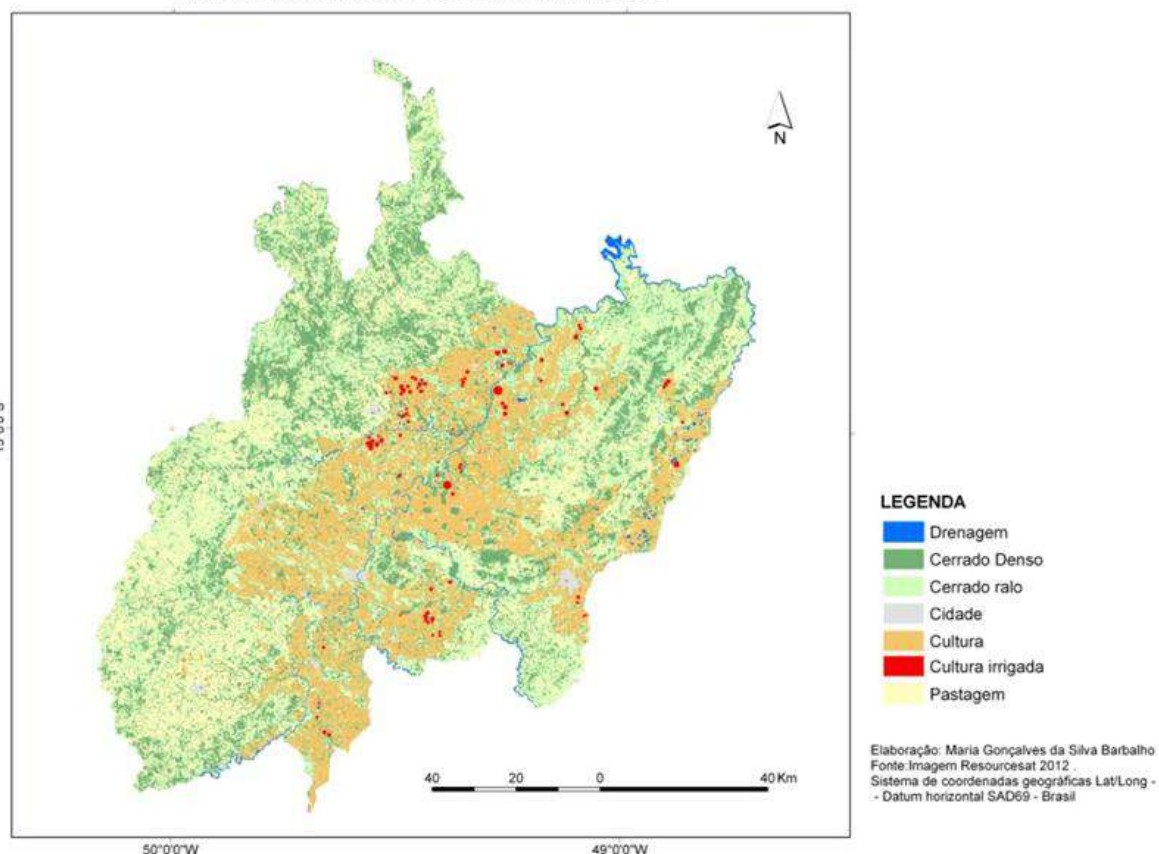 N
LEGENDA
Drenagem
Cerrado Denso
Cerrado ralo
Cidade
Cultura
Cultura irrigada
Pastagem
Elaboração: Maria Gonçalves da Silva Barbalho
Fonte:Imagem Resourcesat 2012 .
Sistema de coordenadas geográficas Lat/Long -
- Datum horizontal SAD69 - Brasil
40 20 0 40 Km
50°0'0"W 49°0'0"W